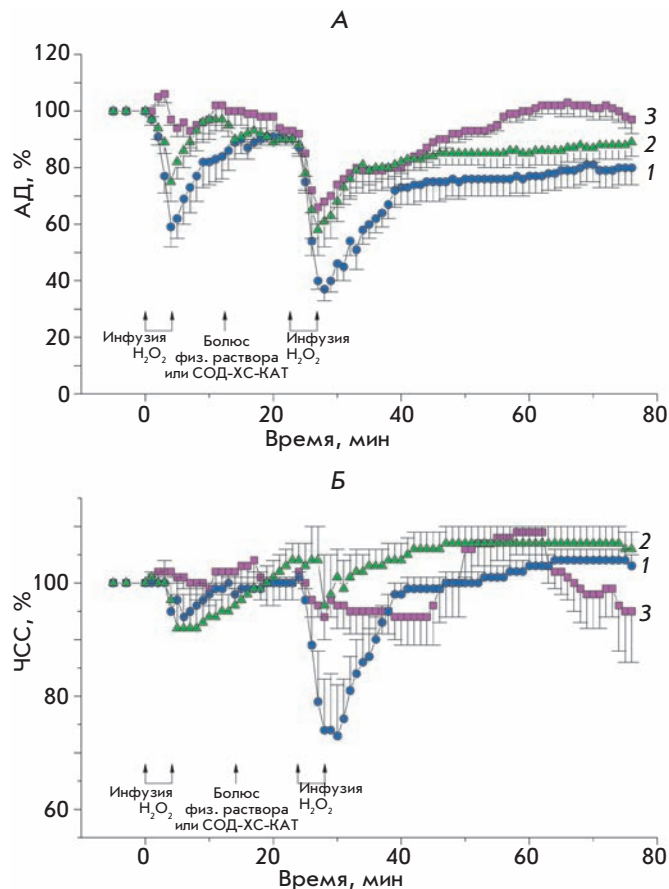 А
120
100
80
60
40
20
0
АД, %
3
2
1
Инфузия
H₂O₂
Болюс
физ. раствора
или СОД-ХС-КАТ
Инфузия
H₂O₂
0
20
40
60
80
Время, мин
Б
100
80
60
55
ЧСС, %
2
1
3
Инфузия
H₂O₂
Болюс
физ. раствора
или СОД-ХС-КАТ
Инфузия
H₂O₂
0
20
40
60
80
Время, мин